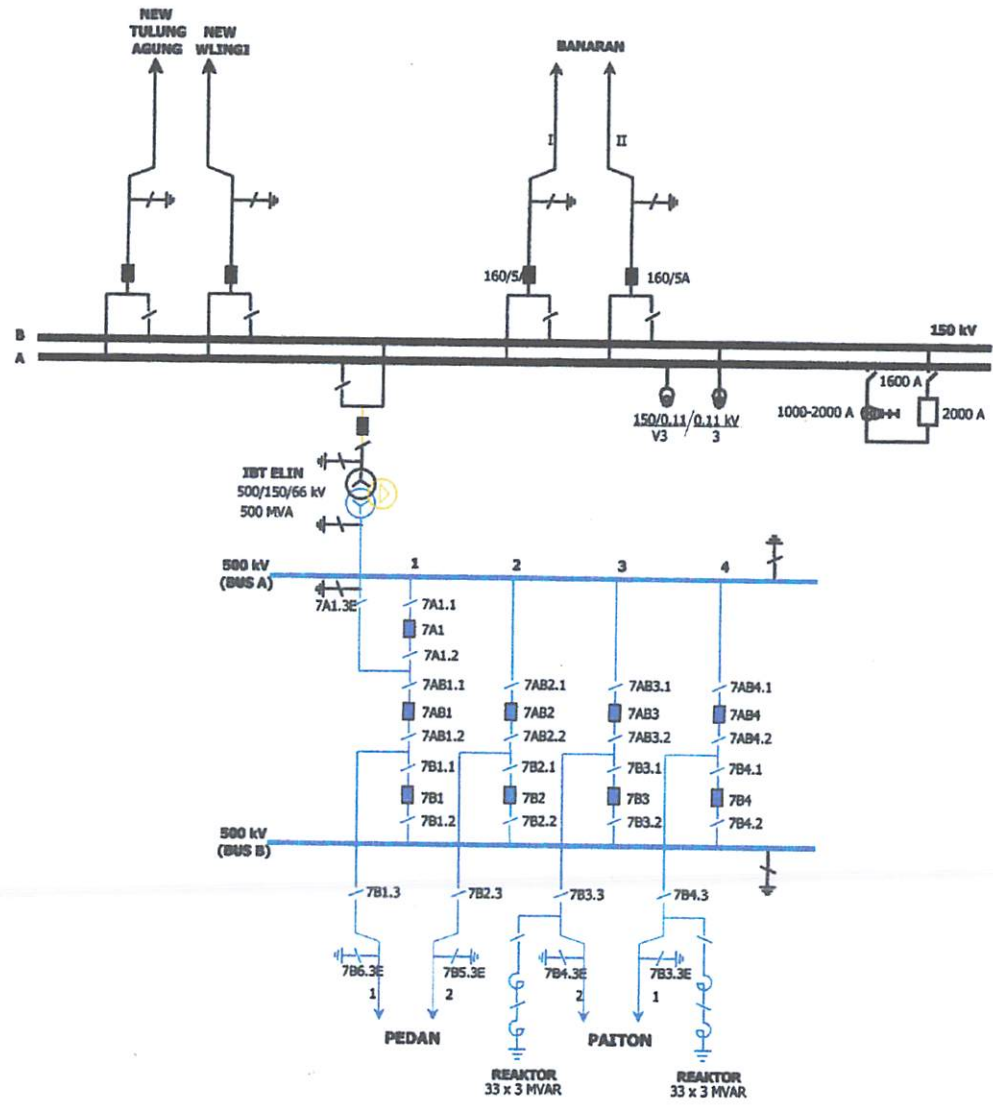 NEW
TULUNG
AGUNG
NEW
WLINGI
BANARAN
I
II
160/5A
160/5A
B
150 kV
A
1600 A
1000-2000 A
2000 A
150/0.11/0.11 kV
V3
3
IBT ELIN
500/150/66 kV
500 MVA
500 kV
(BUS A)
1
2
3
4
7A1.3E
7A1.1
7A1
7A1.2
7AB1.1
7AB2.1
7AB3.1
7AB4.1
7AB1
7AB2
7AB3
7AB4
7AB1.2
7AB2.2
7AB3.2
7AB4.2
7B1.1
7B2.1
7B3.1
7B4.1
7B1
7B2
7B3
7B4
7B1.2
7B2.2
7B3.2
7B4.2
500 kV
(BUS B)
7B1.3
7B2.3
7B3.3
7B4.3
7B6.3E
7B5.3E
7B4.3E
7B3.3E
1
2
2
1
PEDAN
PAITON
REAKTOR
33 x 3 MVAR
REAKTOR
33 x 3 MVAR